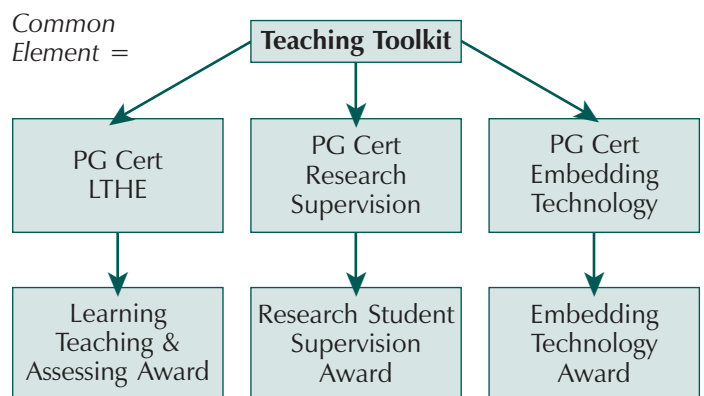 Common
Element =
Teaching Toolkit
PG Cert
LTHE
PG Cert
Research
Supervision
PG Cert
Embedding
Technology
Learning
Teaching &
Assessing Award
Research Student
Supervision
Award
Embedding
Technology
Award